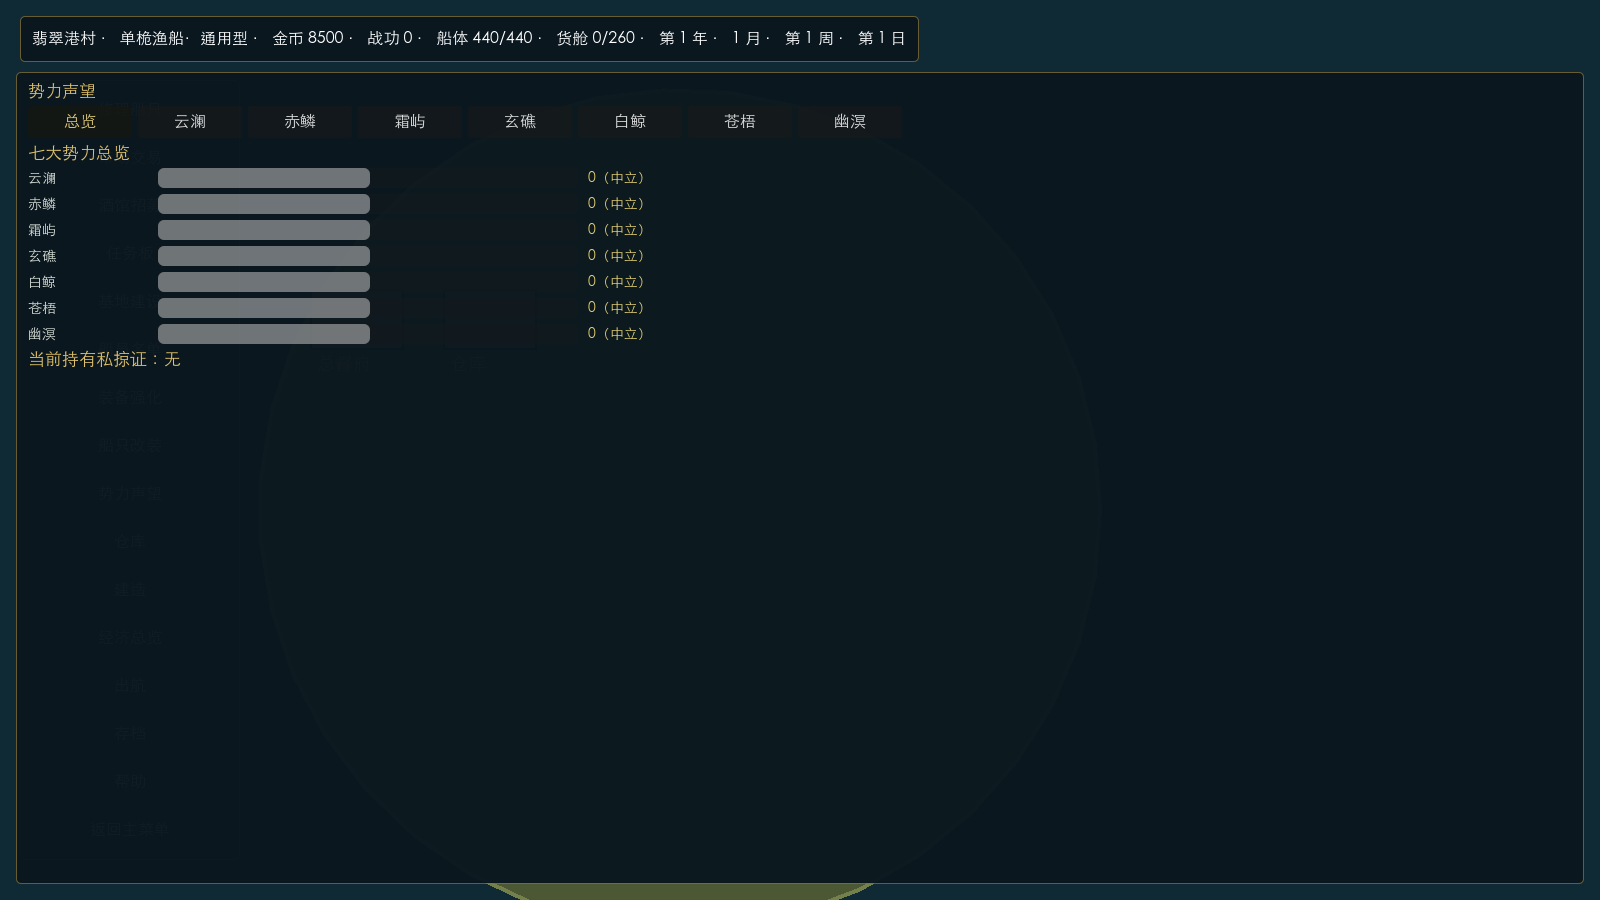 翡翠港村 · 单桅渔船 · 通用型 · 金币 8500 · 战功 0 · 船体 440/440 · 货舱 0/260 · 第 1 年 · 1 月 · 第 1 周 · 第 1 日
势力声望
总览 云澜 赤鳞 霜屿 玄礁 白鲸 苍梧 幽溟
七大势力总览
云澜 0（中立）
赤鳞 0（中立）
霜屿 0（中立）
玄礁 0（中立）
白鲸 0（中立）
苍梧 0（中立）
幽溟 0（中立）
当前持有私掠证：无